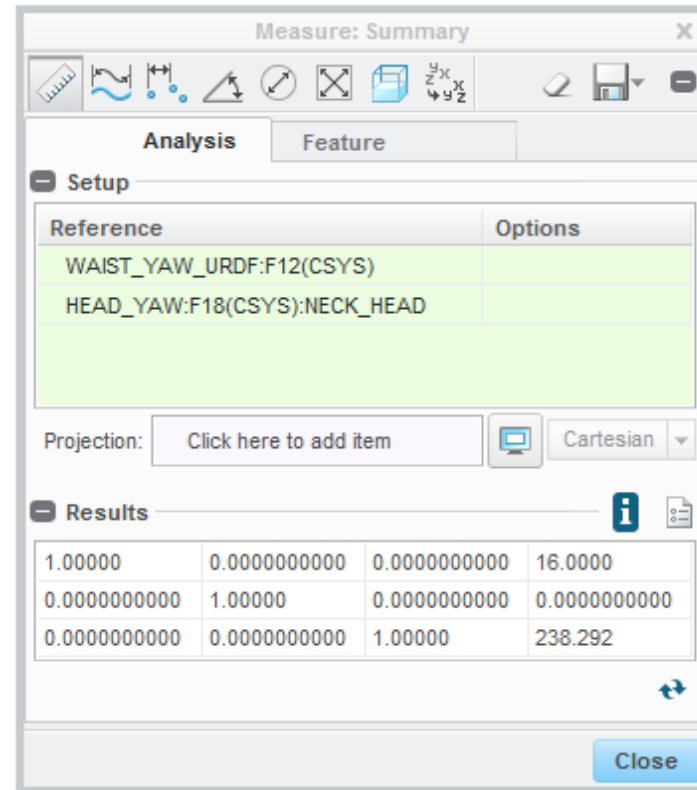 Measure: Summary X
Analysis Feature
Setup
Reference Options
WAIST_YAW_URDF:F12(CSYS)
HEAD_YAW:F18(CSYS):NECK_HEAD
Projection: Click here to add item Cartesian
Results
1.00000 0.0000000000 0.0000000000 16.0000
0.0000000000 1.00000 0.0000000000 0.0000000000
0.0000000000 0.0000000000 1.00000 238.292
Close